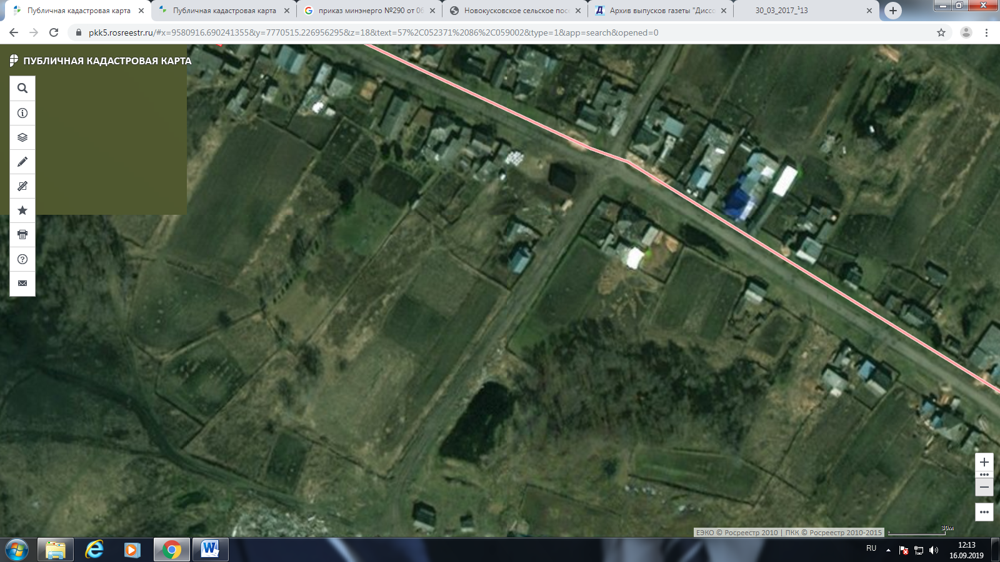 Публичная кадастровая карта
Публичная кадастровая карта
приказ минэнерго №290 от 06
Новокусковское сельское пос
Архив выпусков газеты "Диссо
30_03_2017_¹13
pkk5.rosreestr.ru/#x=9580916.690241355&y=7770515.226956295&z=18&text=57%2C052371%2086%2C059002&type=1&app=search&opened=0
ПУБЛИЧНАЯ КАДАСТРОВАЯ КАРТА
30м
ЕЭКО © Росреестр 2010 | ПКК © Росреестр 2010-2015
RU
12:13
16.09.2019